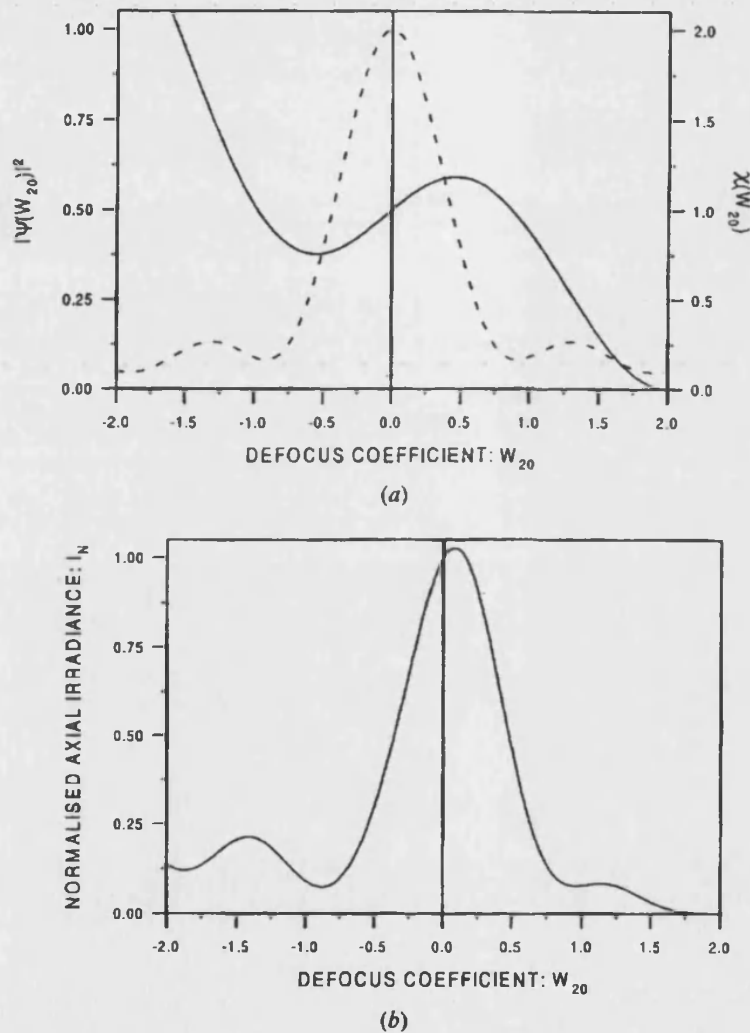 1.00
0.75
0.50
0.25
0.00
|Ψ(W₂₀)|²
2.0
1.5
1.0
0.5
0.0
χ(W₂₀)
-2.0 -1.5 -1.0 -0.5 0.0 0.5 1.0 1.5 2.0
DEFOCUS COEFFICIENT: W₂₀
(a)
1.00
0.75
0.50
0.25
0.00
NORMALISED AXIAL IRRADIANCE: I_N
-2.0 -1.5 -1.0 -0.5 0.0 0.5 1.0 1.5 2.0
DEFOCUS COEFFICIENT: W₂₀
(b)